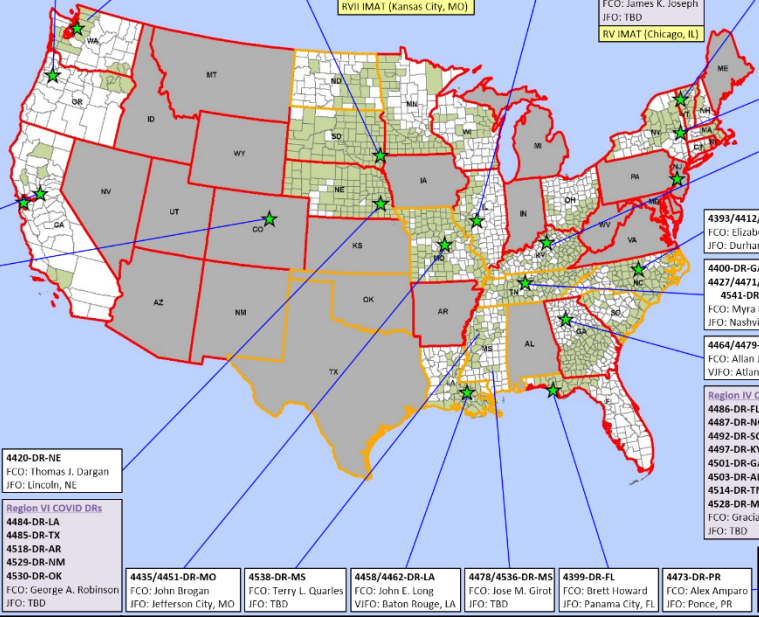 RVII IMAT (Kansas City, MO)
FCO: James K. Joseph
JFO: TBD
RV IMAT (Chicago, IL)
WA
OR
CA
ID
MT
WY
NV
UT
AZ
CO
NM
ND
SD
NE
KS
OK
TX
MN
IA
MO
AR
LA
WI
IL
MI
IN
OH
KY
TN
MS
AL
GA
FL
SC
NC
VA
WV
PA
NY
NJ
MD
CT
RI
MA
VT
NH
ME
4393/4412/
FCO: Elizab
JFO: Durha
4400-DR-GA
4427/4471/
4541-DR
FCO: Myra
JFO: Nashvi
4464/4479-
FCO: Allan J
VJFO: Atlan
Region IV C
4486-DR-FL
4487-DR-NC
4492-DR-SC
4497-DR-KY
4501-DR-GA
4503-DR-AL
4514-DR-TN
4528-DR-M
FCO: Gracia
JFO: TBD
4420-DR-NE
FCO: Thomas J. Dargan
JFO: Lincoln, NE
Region VI COVID DRs
4484-DR-LA
4485-DR-TX
4518-DR-AR
4529-DR-NM
4530-DR-OK
FCO: George A. Robinson
JFO: TBD
4435/4451-DR-MO
FCO: John Brogan
JFO: Jefferson City, MO
4538-DR-MS
FCO: Terry L. Quarles
JFO: TBD
4458/4462-DR-LA
FCO: John E. Long
VJFO: Baton Rouge, LA
4478/4536-DR-MS
FCO: Jose M. Girot
JFO: TBD
4399-DR-FL
FCO: Brett Howard
JFO: Panama City, FL
4473-DR-PR
FCO: Alex Amparo
JFO: Ponce, PR